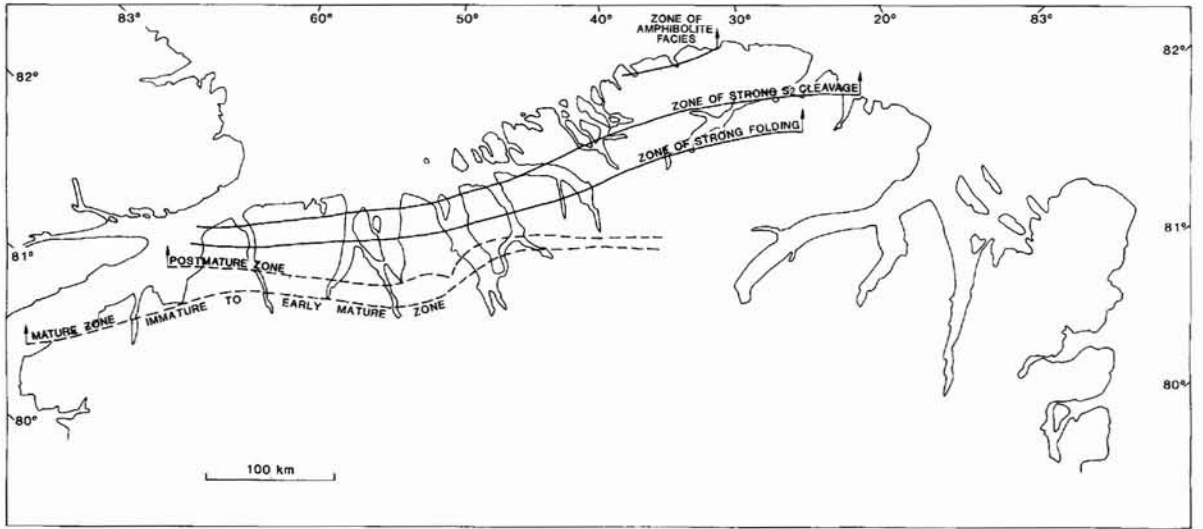 83° 60° 50° 40° 30° 20° 83°
ZONE OF
AMPHIBOLITE
FACIES
82° 82°
ZONE OF STRONG S2 CLEAVAGE
ZONE OF STRONG FOLDING
81° 81°
POSTMATURE ZONE
IMMATURE TO EARLY MATURE ZONE
MATURE ZONE
80° 80°
100 km